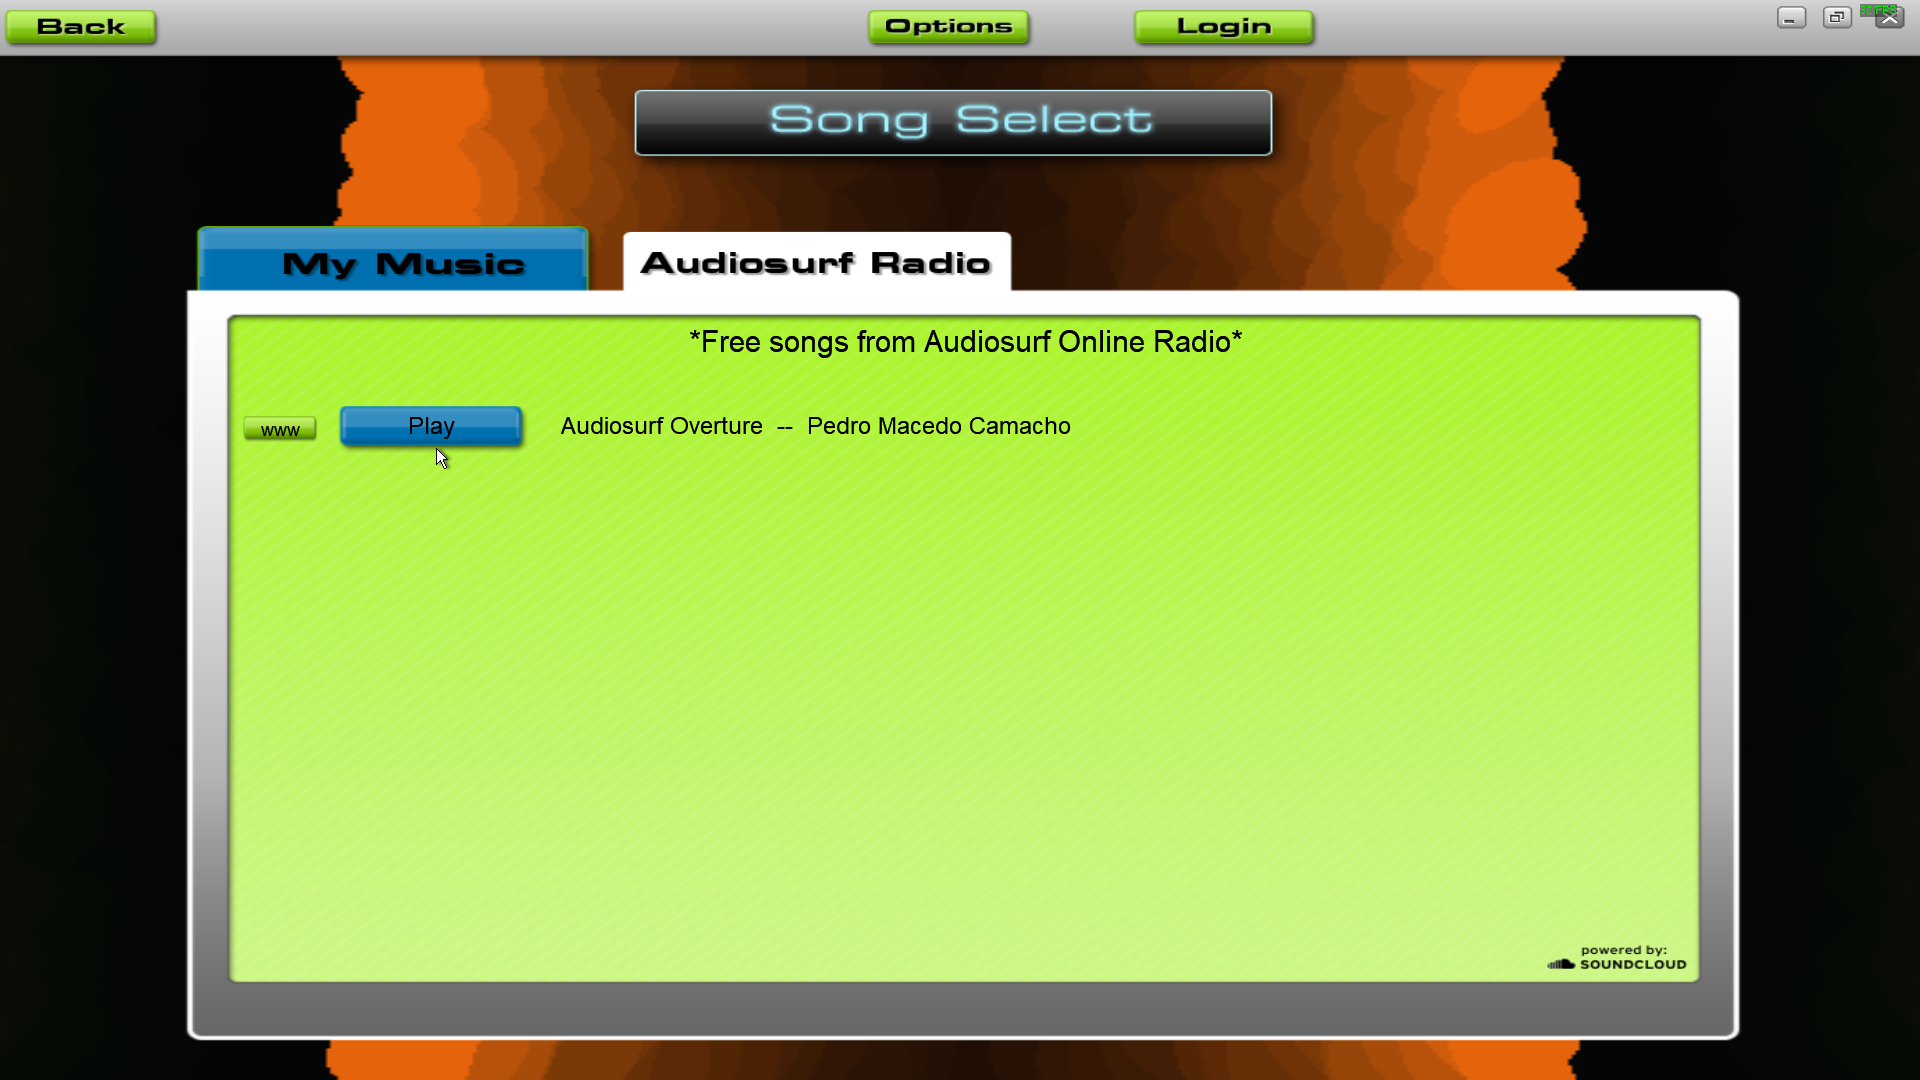 Back
Options
Login
Song Select
My Music
Audiosurf Radio
*Free songs from Audiosurf Online Radio*
www
Play
Audiosurf Overture -- Pedro Macedo Camacho
powered by:
SOUNDCLOUD